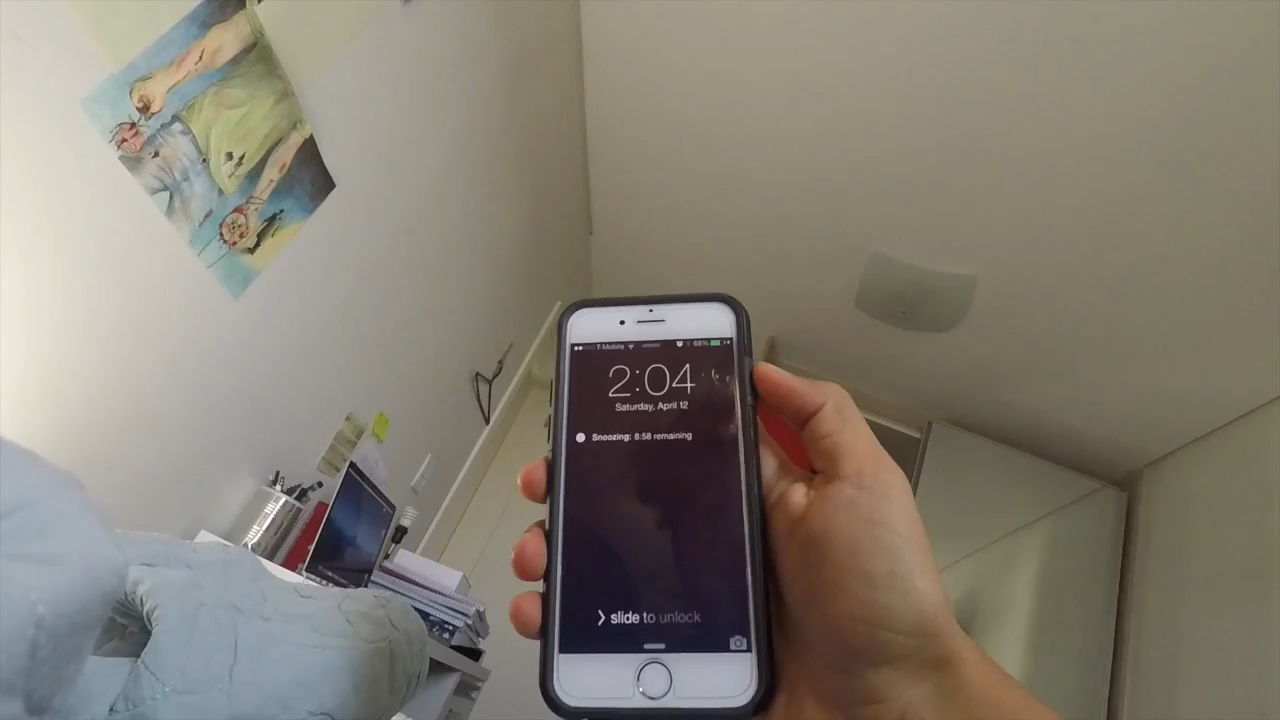 T-Mobile 68%
2:04
Saturday, April 12
Snoozing: 8:58 remaining
slide to unlock